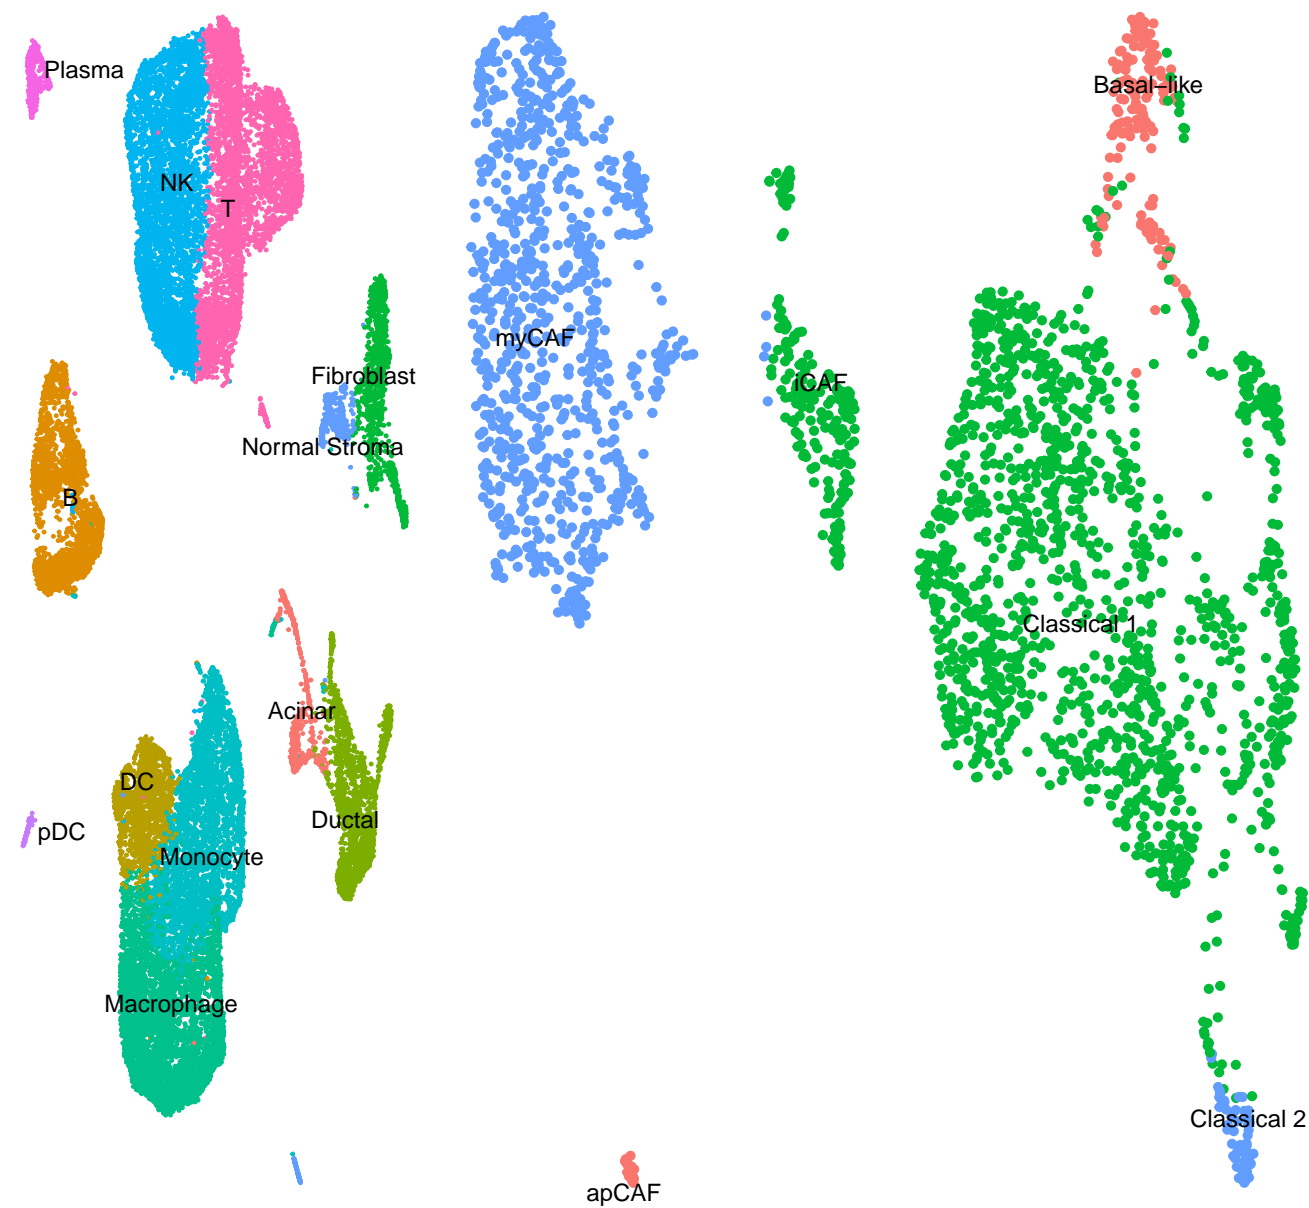 Plasma
Basal−like
NK
T
myCAF
Fibroblast
iCAF
Normal Stroma
B
Classical 1
Acinar
DC
Ductal
pDC
Monocyte
Macrophage
Classical 2
apCAF